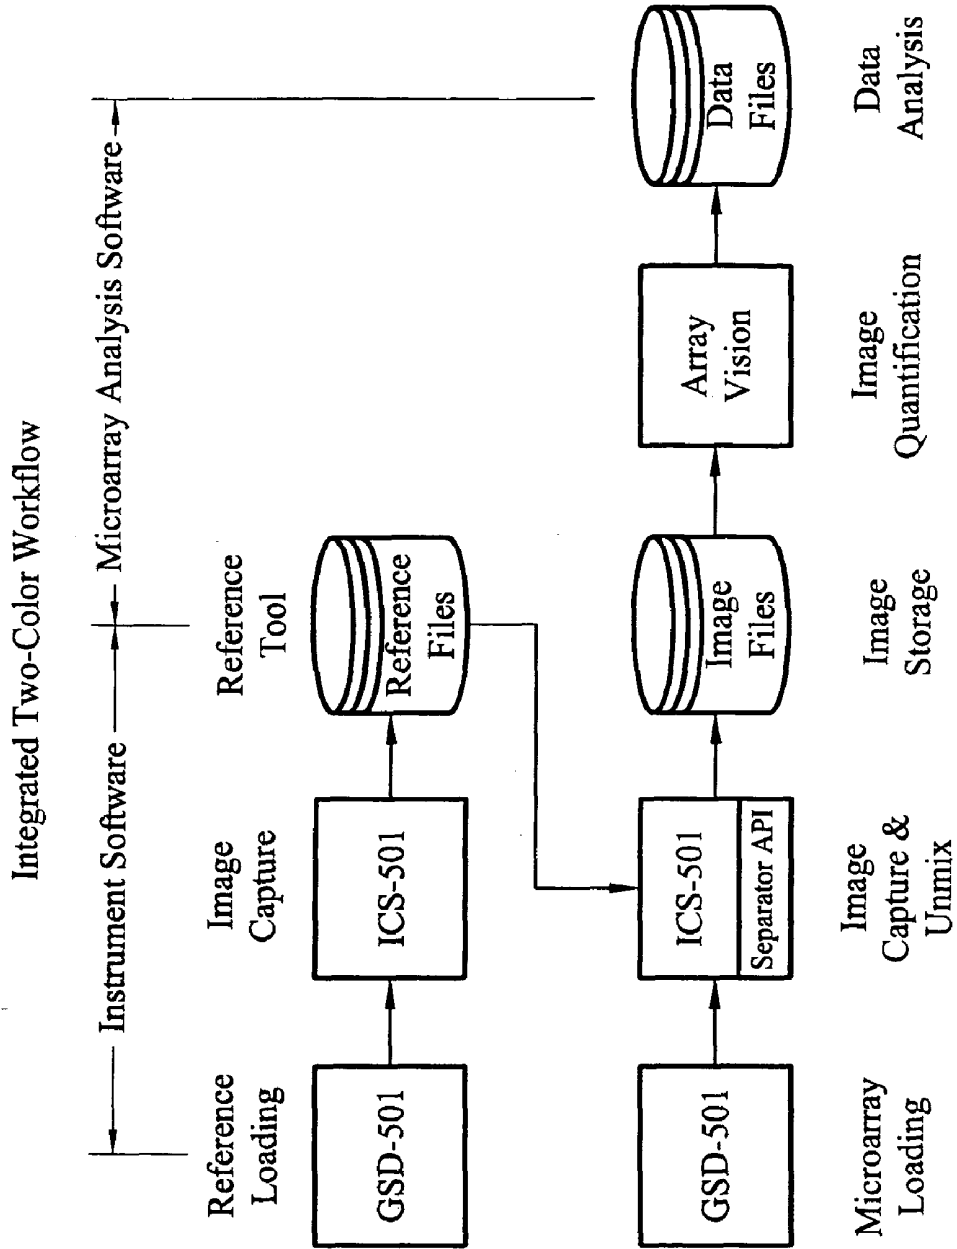 Integrated Two-Color Workflow
Instrument Software
Microarray Analysis Software
Reference
Loading
Image
Capture
Reference
Tool
GSD-501
ICS-501
Reference
Files
GSD-501
ICS-501
Separator API
Image
Files
Array
Vision
Data
Files
Microarray
Loading
Image
Capture &
Unmix
Image
Storage
Image
Quantification
Data
Analysis